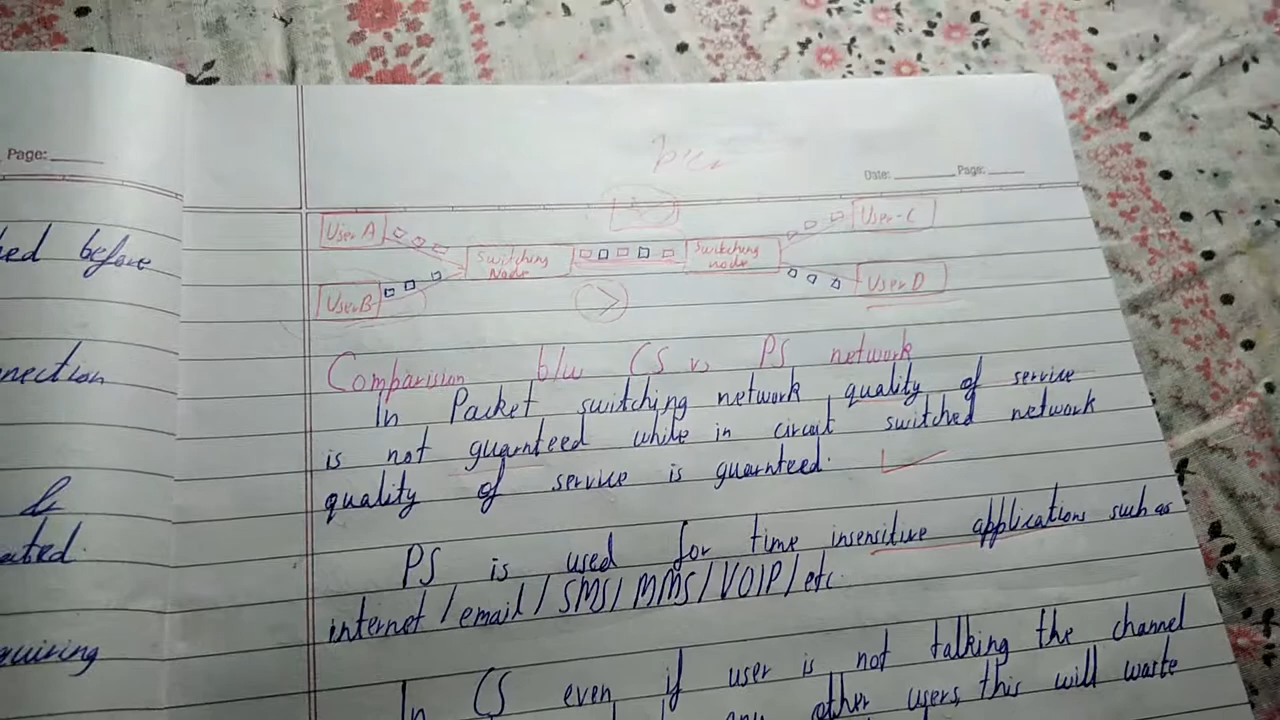 Page:
ed before
nection
&
ated.
quiring
Date: Page:
User A
User-C
Switching Node
Switching node
User B
User D
Comparision b/w CS vs PS network
In Packet switching network quality of service
is not guarnteed while in circuit switched network
quality of service is guarnteed.
PS is used for time insensitive applications such as
internet/email/SMS/MMS/VOIP/etc.
In CS even if user is not talking the channel
any other users, this will waste